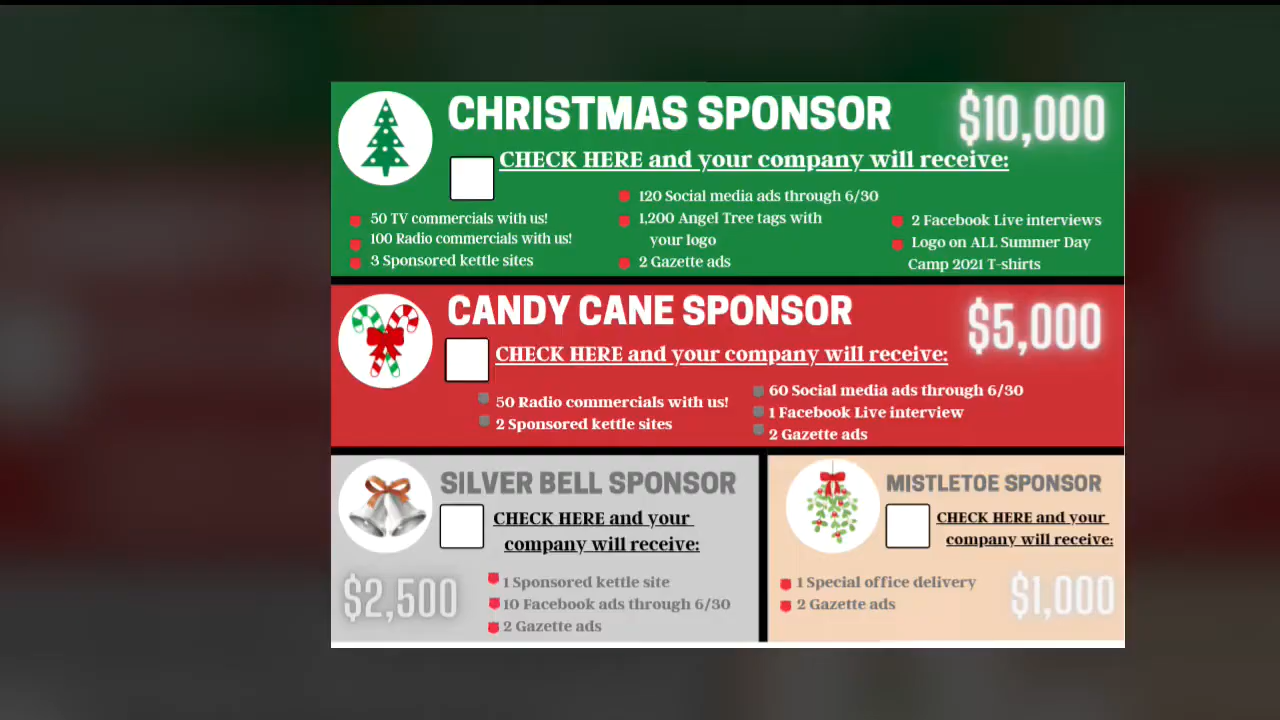 CHRISTMAS SPONSOR
$10,000
CHECK HERE and your company will receive:
50 TV commercials with us!
100 Radio commercials with us!
3 Sponsored kettle sites
120 Social media ads through 6/30
1,200 Angel Tree tags with
your logo
2 Gazette ads
2 Facebook Live interviews
Logo on ALL Summer Day
Camp 2021 T-shirts
CANDY CANE SPONSOR
$5,000
CHECK HERE and your company will receive:
50 Radio commercials with us!
2 Sponsored kettle sites
60 Social media ads through 6/30
1 Facebook Live interview
2 Gazette ads
SILVER BELL SPONSOR
CHECK HERE and your
company will receive:
$2,500
1 Sponsored kettle site
10 Facebook ads through 6/30
2 Gazette ads
MISTLETOE SPONSOR
CHECK HERE and your
company will receive:
1 Special office delivery
2 Gazette ads
$1,000